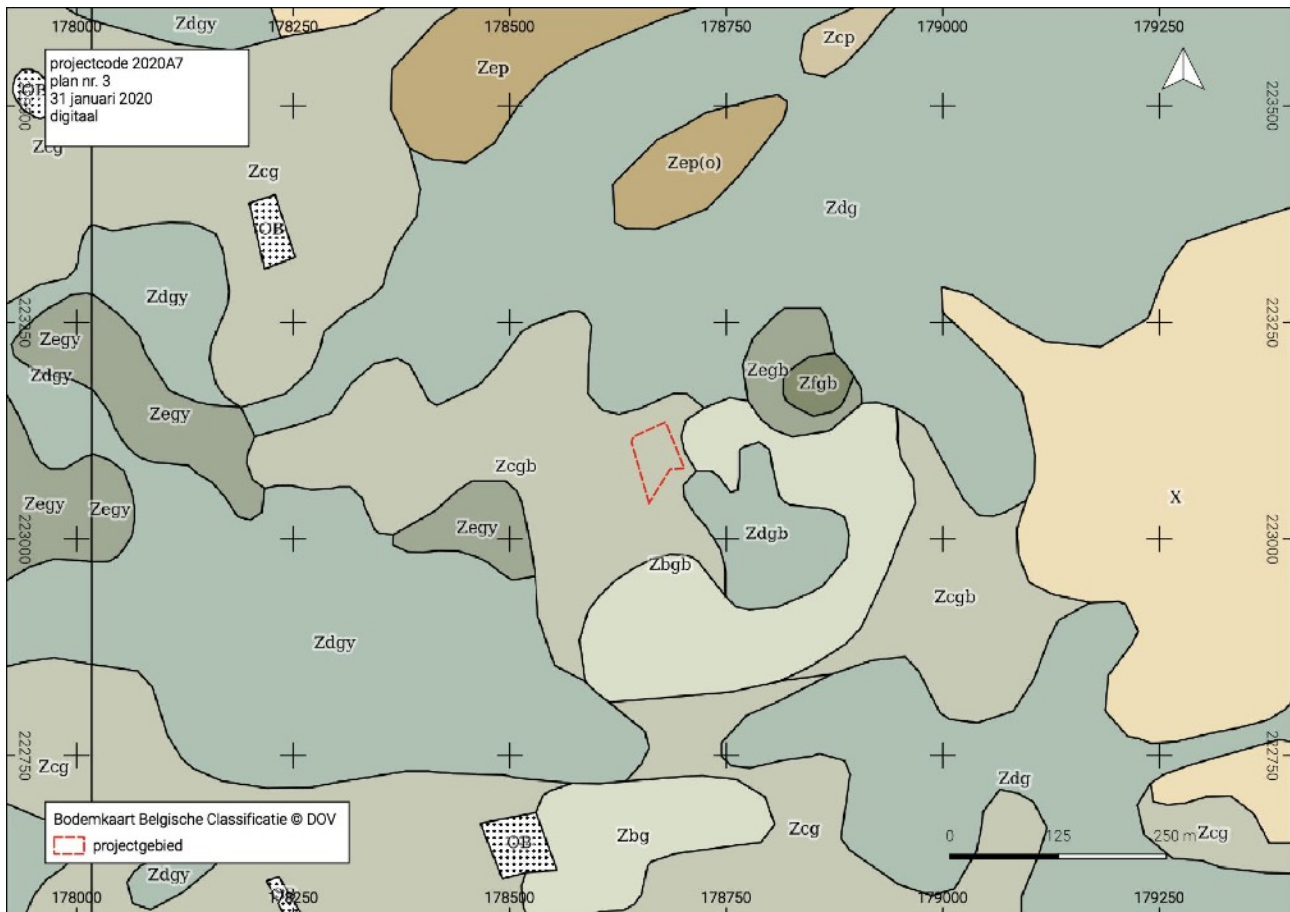 178000
Zdgy
178250
178500
178750
Zcp
179000
179250
projectcode 2020A7
plan nr. 3
31 januari 2020
digitaal
Zep
OB
223500
Zcg
Zcg
Zep(o)
Zdg
OB
Zdgy
223250
223250
Zegy
Zdgy
Zegb
Zfgb
Zegy
Zcgb
X
Zegy
Zegy
Zegy
Zdgb
223000
223000
Zbgb
Zcgb
Zdgy
222750
222750
Zcg
Zdg
Bodemkaart Belgische Classificatie © DOV
projectgebied
OB
Zbg
Zcg
0
125
250 m
Zcg
Zdgy
178000
178250
178500
178750
179000
179250